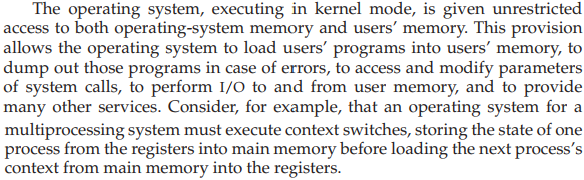 The operating system, executing in kernel mode, is given unrestricted
access to both operating-system memory and users' memory. This provision
allows the operating system to load users' programs into users' memory, to
dump out those programs in case of errors, to access and modify parameters
of system calls, to perform I/O to and from user memory, and to provide
many other services. Consider, for example, that an operating system for a
multiprocessing system must execute context switches, storing the state of one
process from the registers into main memory before loading the next process's
context from main memory into the registers.